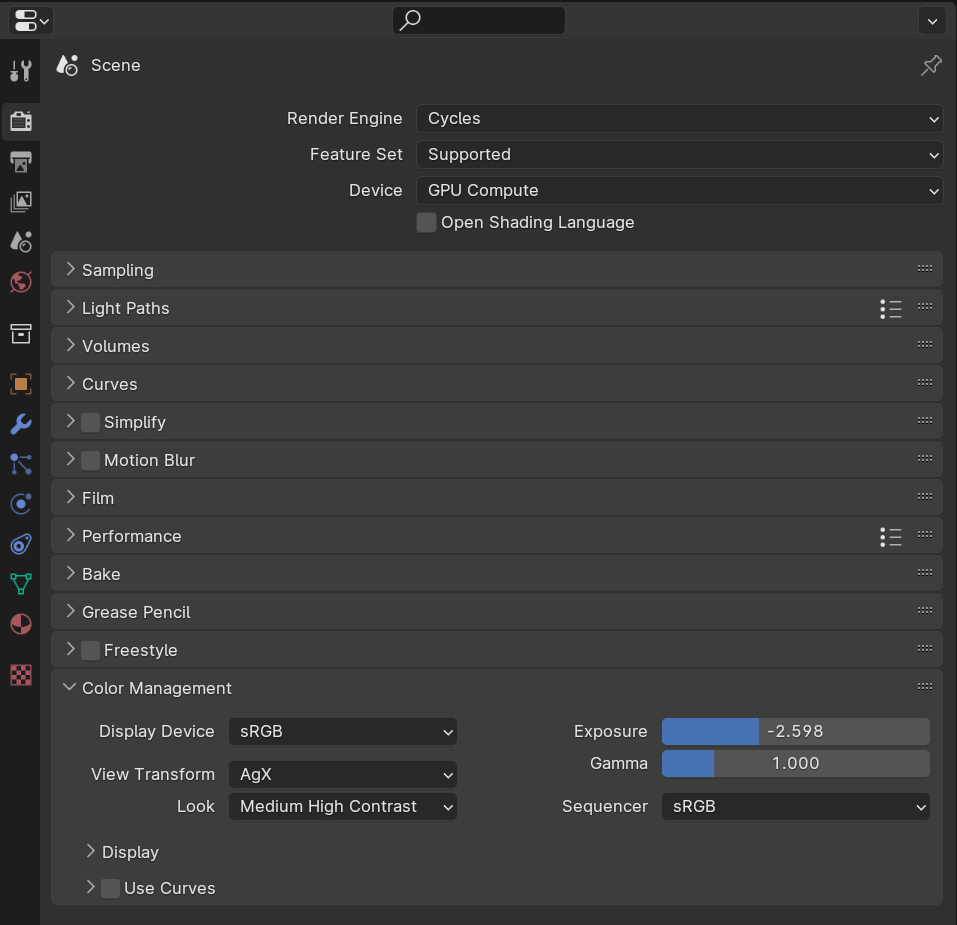 Scene
Render Engine Cycles
Feature Set Supported
Device GPU Compute
Open Shading Language
Sampling
Light Paths
Volumes
Curves
Simplify
Motion Blur
Film
Performance
Bake
Grease Pencil
Freestyle
Color Management
Display Device sRGB
Exposure -2.598
Gamma 1.000
View Transform AgX
Look Medium High Contrast
Sequencer sRGB
Display
Use Curves